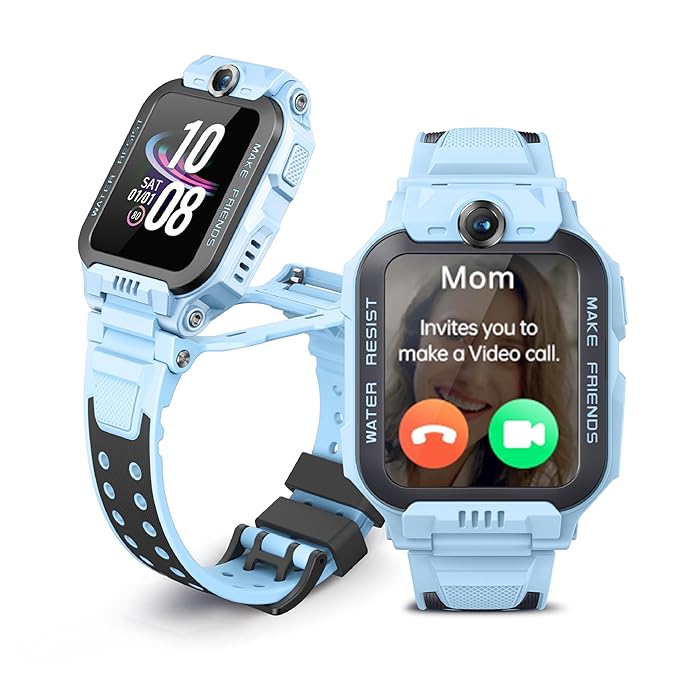 10
SAT
01/01
80
08
WATER RESIST
MAKE FRIENDS
Mom
Invites you to
make a Video call.
WATER RESIST
MAKE FRIENDS